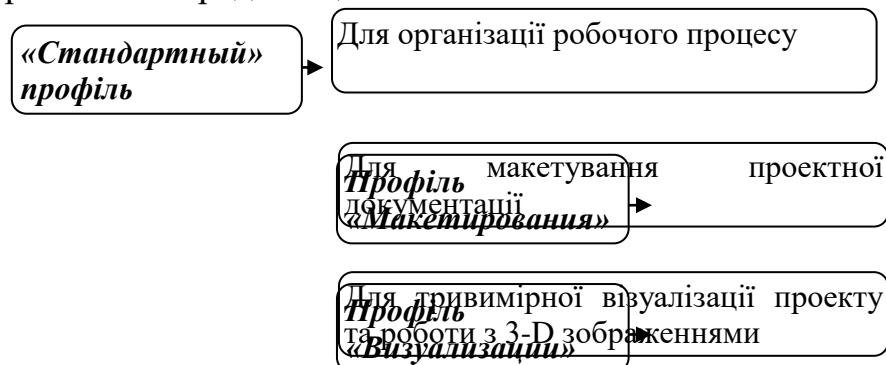 «Стандартный»
профіль
Для організації робочого процесу
Для макетування проектної
документації
Профіль
«Макетирования»
Для тривимірної візуалізації проекту
та роботи з 3-D зображеннями
Профіль
«Визуализации»